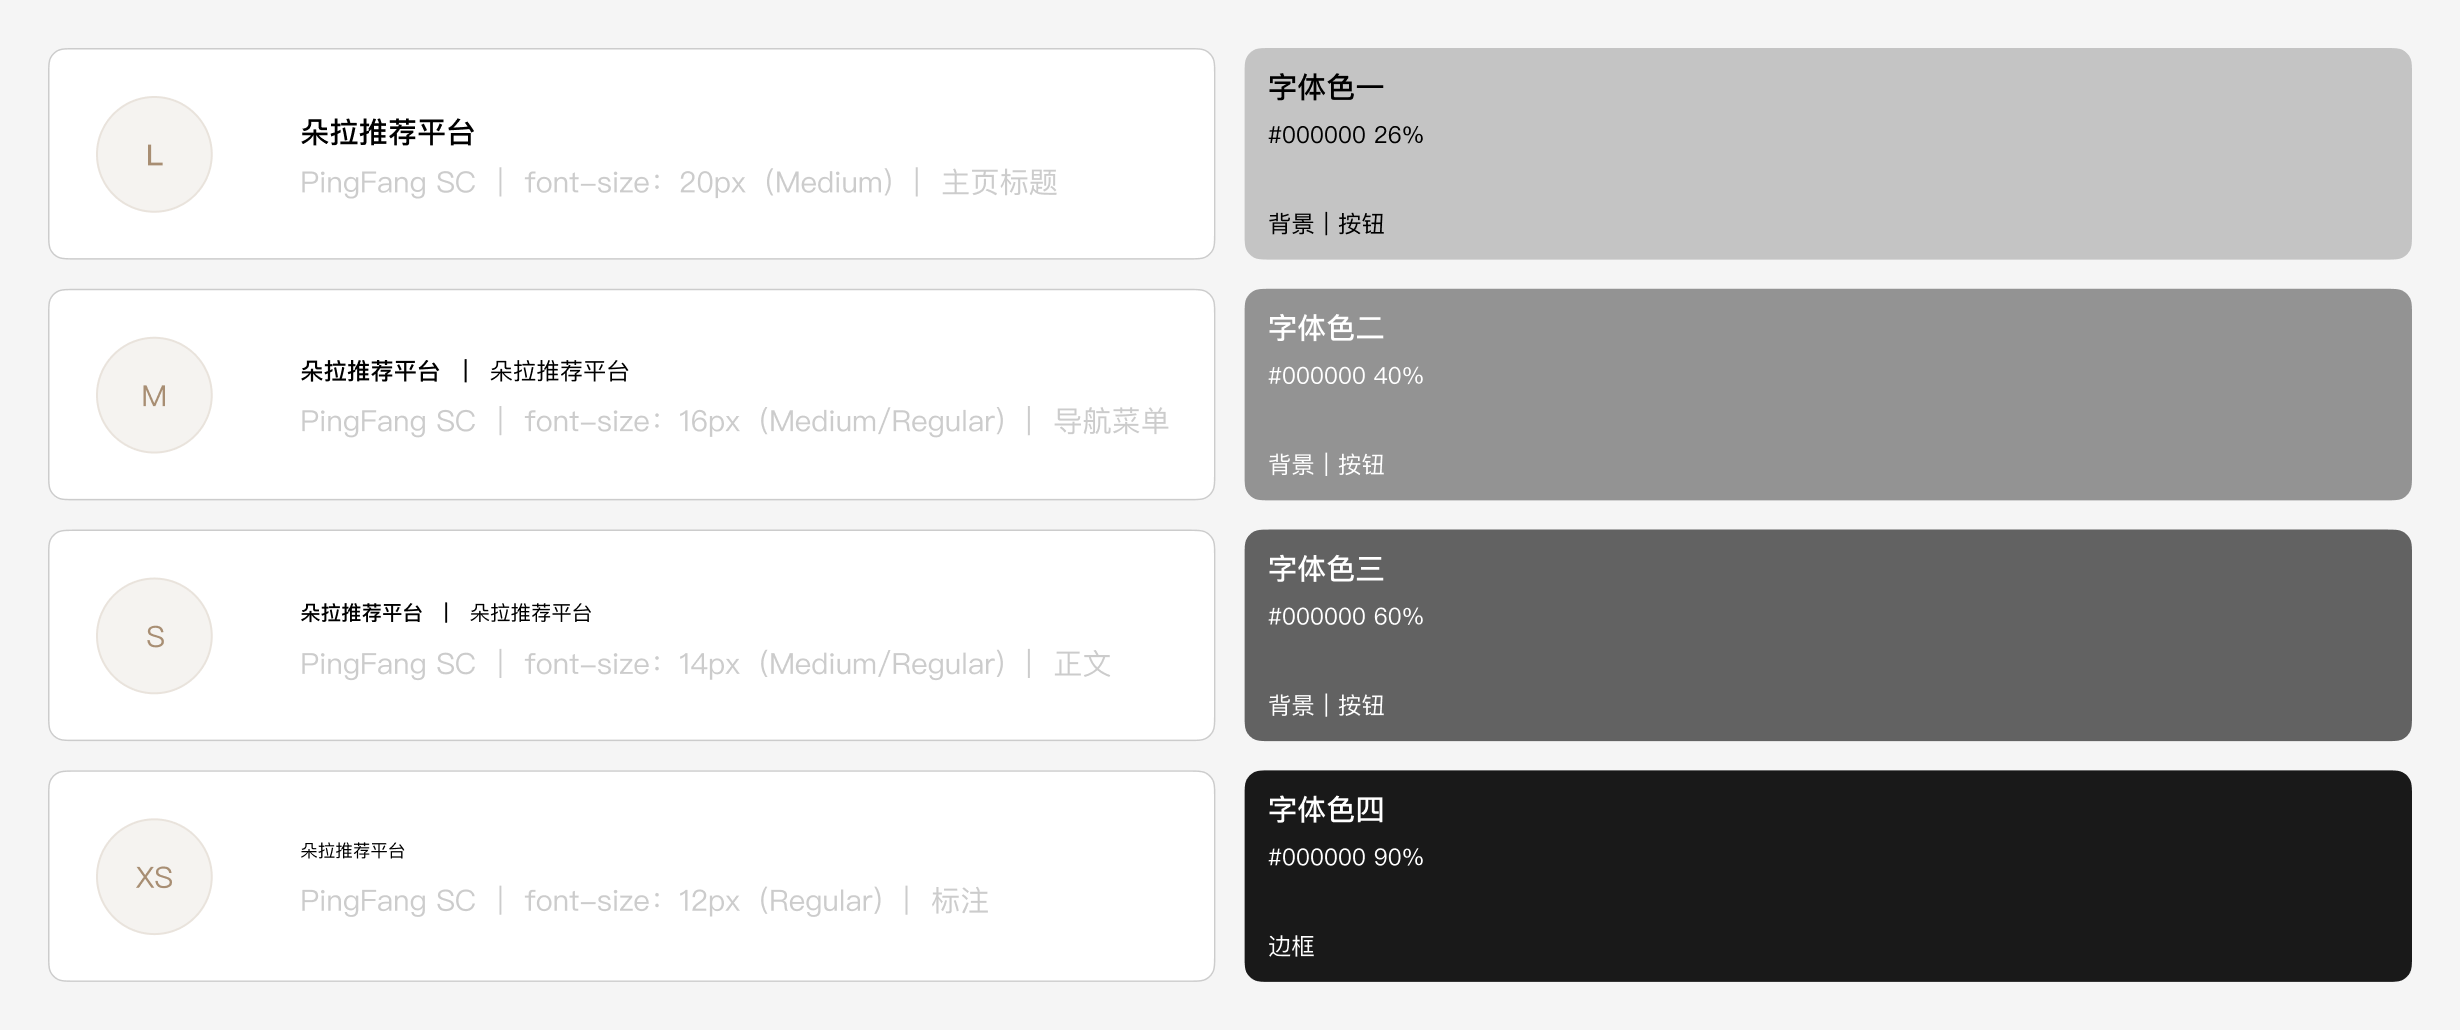 L
朵拉推荐平台
PingFang SC ｜ font-size：20px（Medium）｜ 主页标题
字体色一
#000000 26%
背景｜按钮
M
朵拉推荐平台 ｜ 朵拉推荐平台
PingFang SC ｜ font-size：16px（Medium/Regular）｜ 导航菜单
字体色二
#000000 40%
背景｜按钮
S
朵拉推荐平台 ｜ 朵拉推荐平台
PingFang SC ｜ font-size：14px（Medium/Regular）｜ 正文
字体色三
#000000 60%
背景｜按钮
XS
朵拉推荐平台
PingFang SC ｜ font-size：12px（Regular）｜ 标注
字体色四
#000000 90%
边框